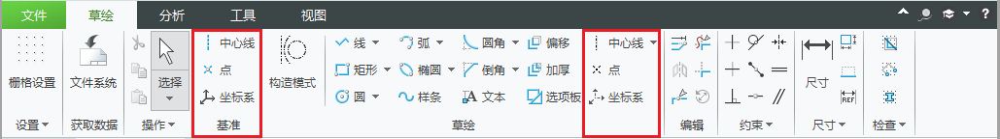 文件 草绘 分析 工具 视图 ?
中心线 线 弧 圆角 偏移 中心线
点 矩形 椭圆 倒角 加厚 点
栅格设置 文件系统 选择 坐标系 构造模式 圆 样条 A 文本 选项板 坐标系 尺寸 REF
设置 获取数据 操作 基准 草绘 编辑 约束 尺寸 检查